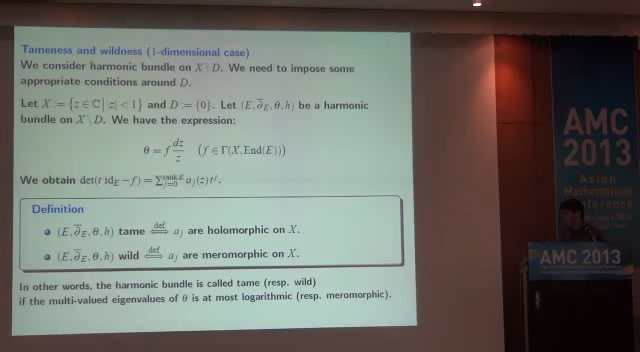 Tameness and wildness (1-dimensional case)
We consider harmonic bundle on X \ D. We need to impose some
appropriate conditions around D.
Let X := {z ∈ ℂ | |z| < 1} and D := {0}. Let (E, ∂̄_E, θ, h) be a harmonic
bundle on X \ D. We have the expression:
θ = f dz/z (f ∈ Γ(X, End(E)))
We obtain det(t id_E − f) = ∑_{j=0}^{rank E} a_j(z) t^j.
Definition
(E, ∂̄_E, θ, h) tame ⟺def a_j are holomorphic on X.
(E, ∂̄_E, θ, h) wild ⟺def a_j are meromorphic on X.
In other words, the harmonic bundle is called tame (resp. wild)
if the multi-valued eigenvalues of θ is at most logarithmic (resp. meromorphic).
AMC
2013
Asian
Mathematical
Conference
AMC 2013